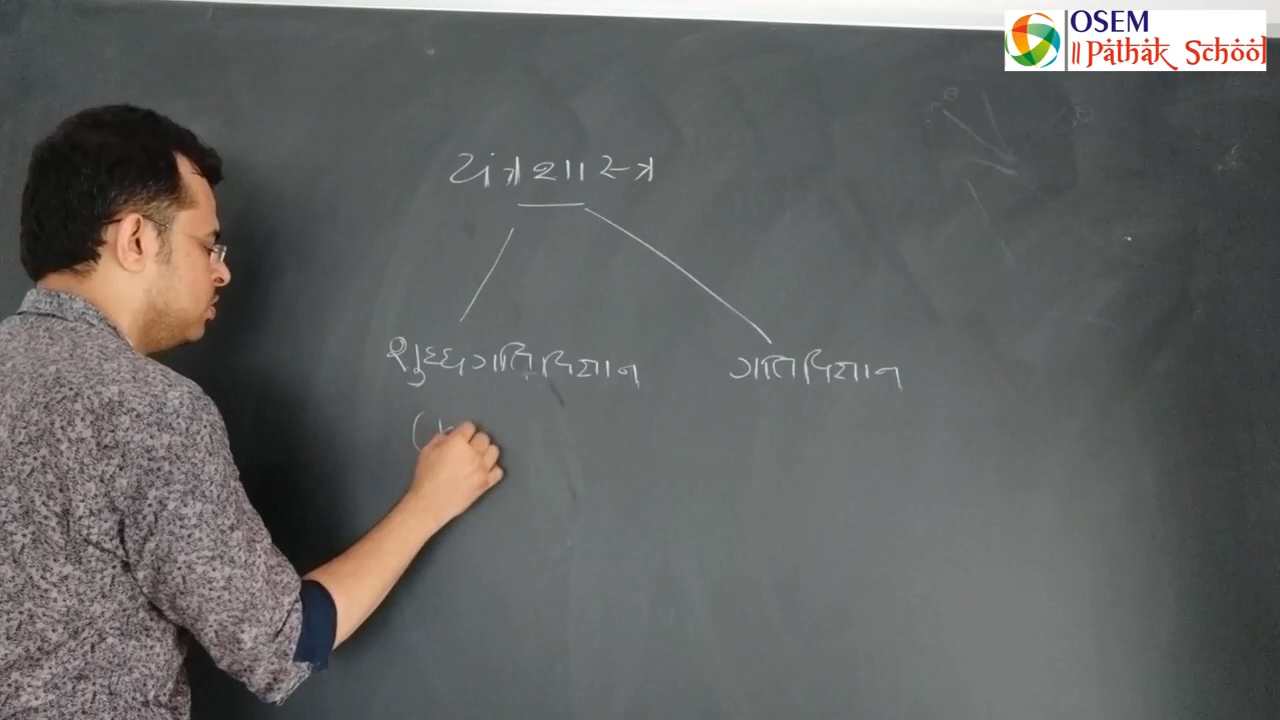 OSEM
॥ Pathak School
યંત્રશાસ્ત્ર
શુધ્ધગતિવિજ્ઞાન ગતિવિજ્ઞાન
(k